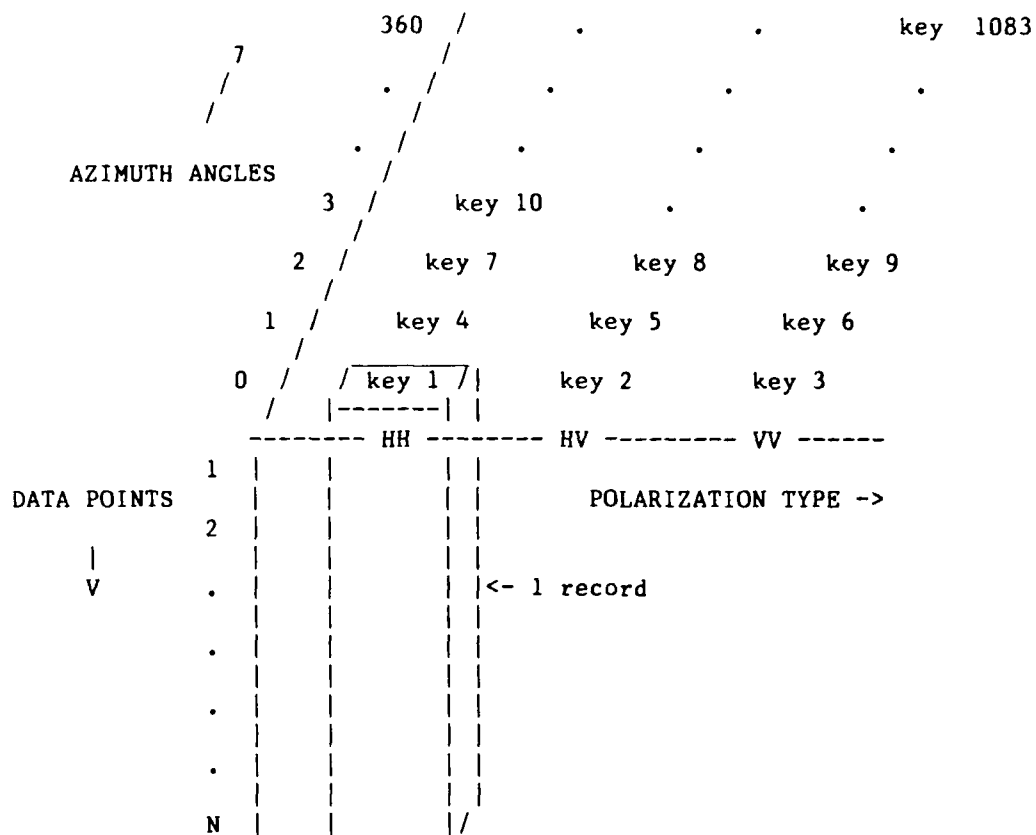 360 / . . key 1083
7
.  .  .  .
.  .  .  .
AZIMUTH ANGLES
3 / key 10 . .
2 / key 7 key 8 key 9
1 / key 4 key 5 key 6
0 / / key 1 / | key 2 key 3
------- HH ------- HV -------- VV ------
1
DATA POINTS POLARIZATION TYPE ->
2
|
V . <- 1 record
.
.
.
N